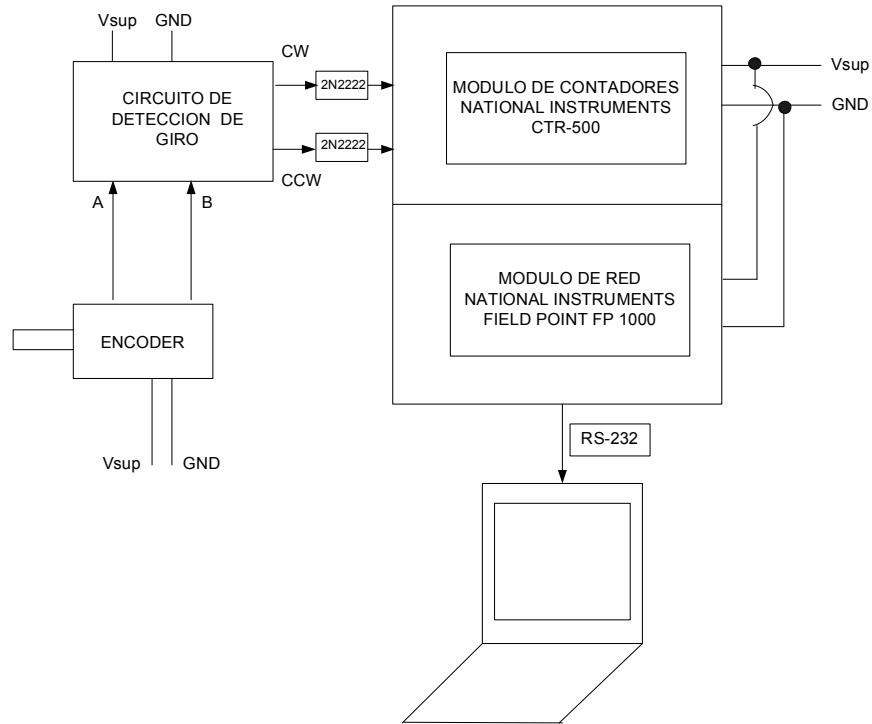 Vsup GND
CW
CIRCUITO DE
DETECCION DE
GIRO
2N2222
2N2222
CCW
MODULO DE CONTADORES
NATIONAL INSTRUMENTS
CTR-500
Vsup
GND
A
B
MODULO DE RED
NATIONAL INSTRUMENTS
FIELD POINT FP 1000
ENCODER
Vsup
GND
RS-232